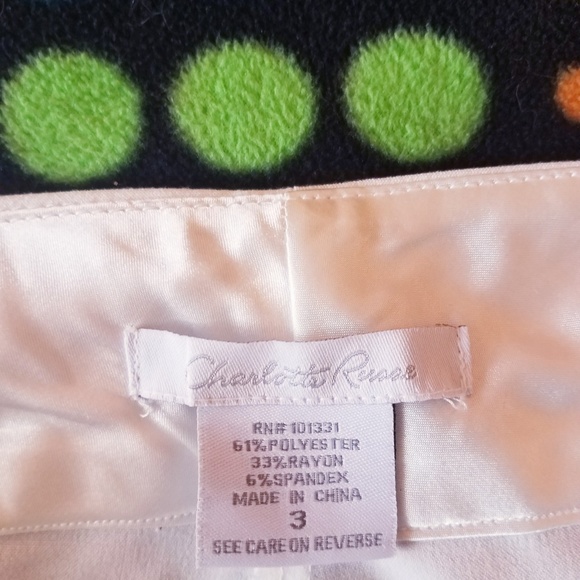 Charlotte Russe
RN# 101331
61%POLYESTER
33%RAYON
6%SPANDEX
MADE IN CHINA
3
SEE CARE ON REVERSE